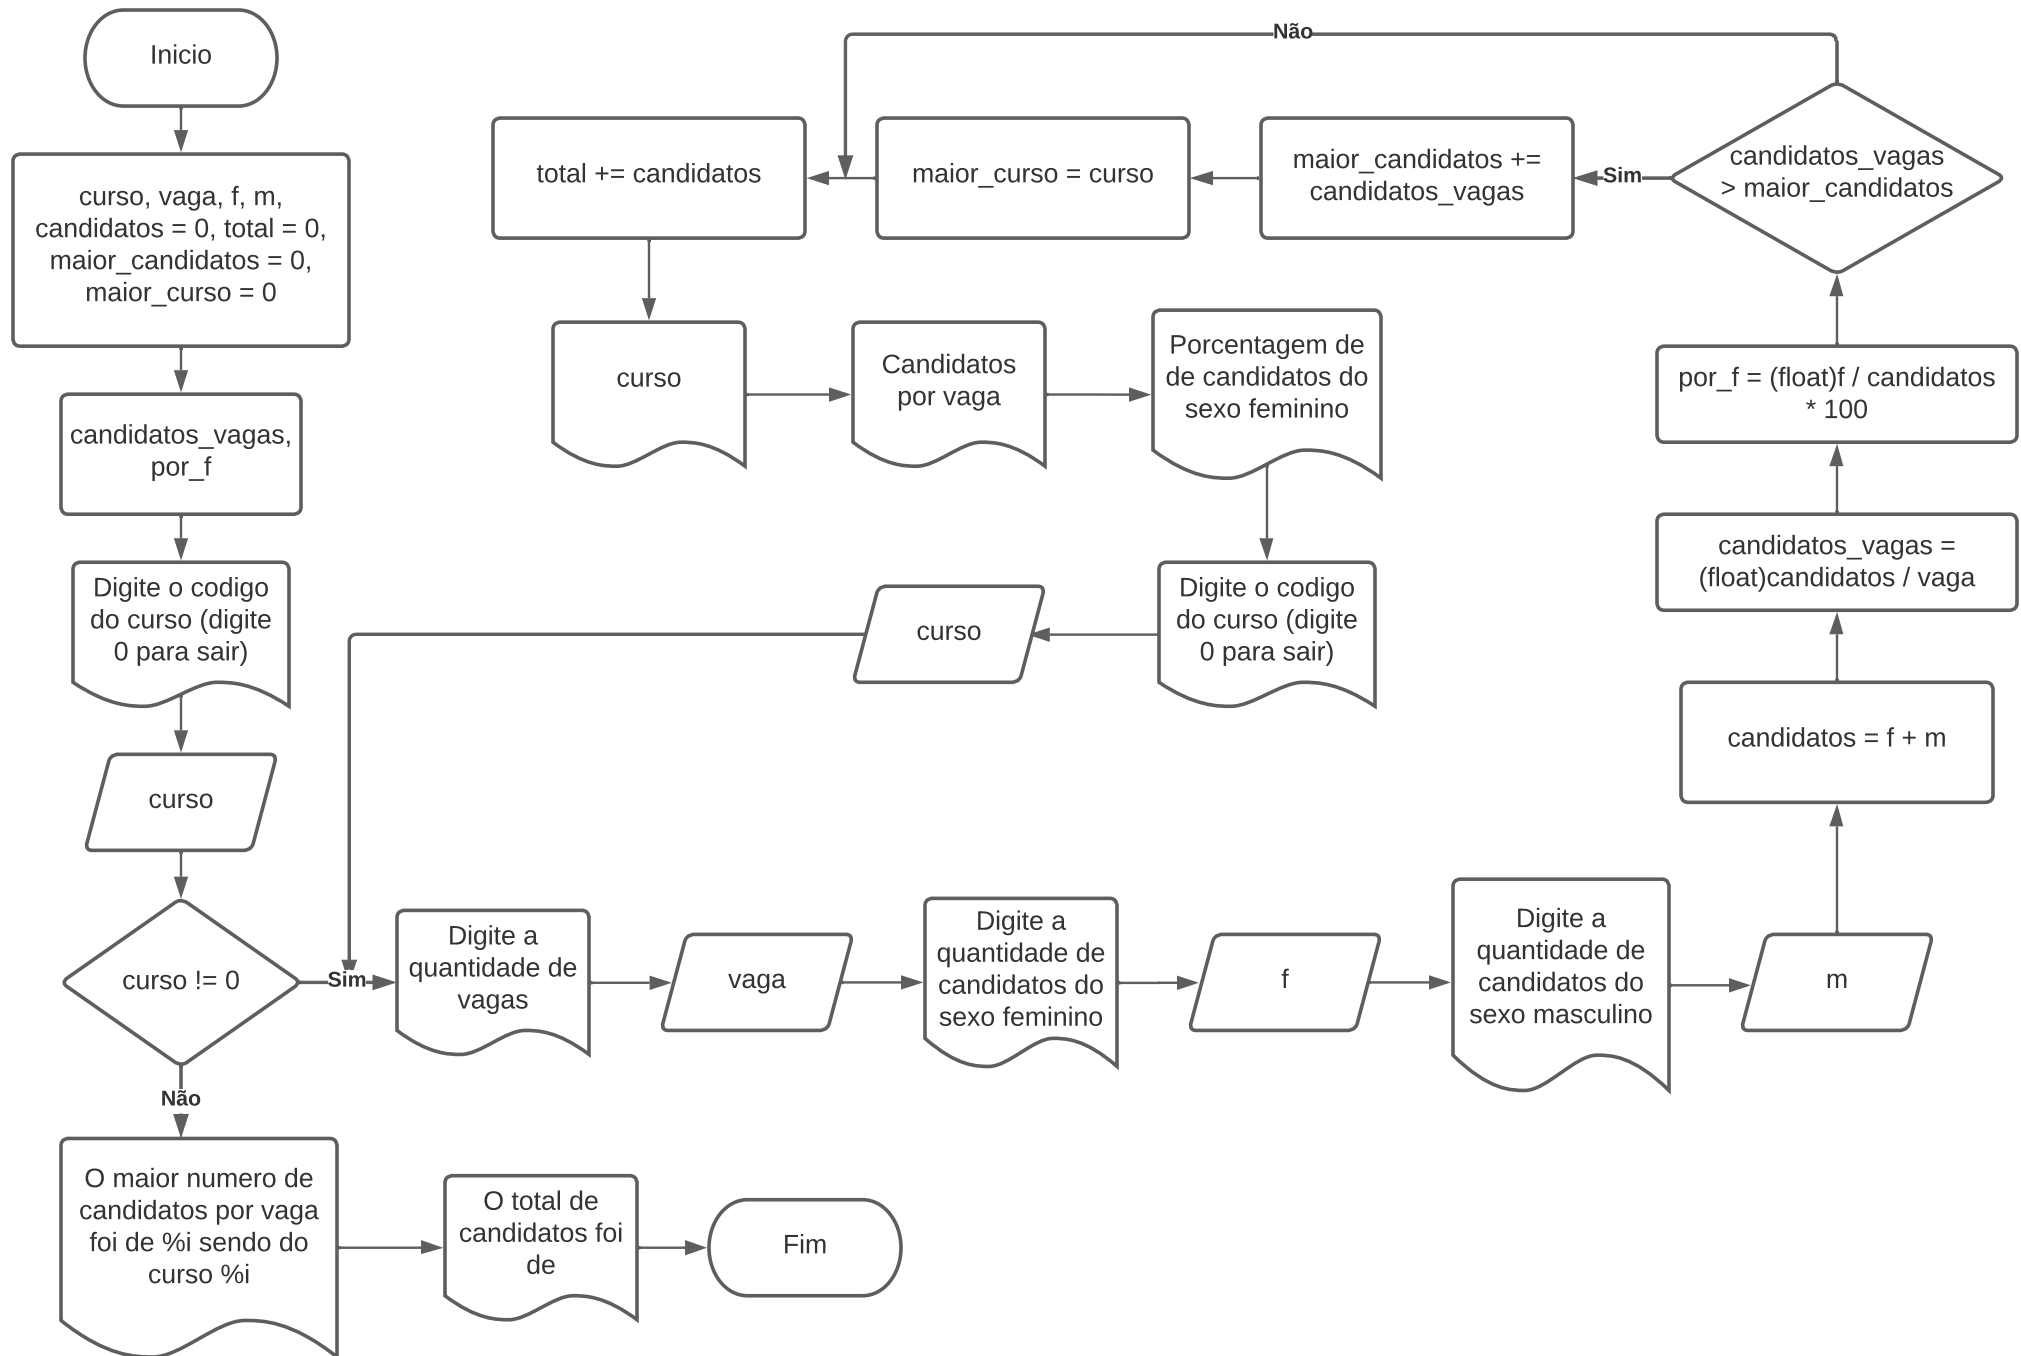 Inicio
curso, vaga, f, m,
candidatos = 0, total = 0,
maior_candidatos = 0,
maior_curso = 0
candidatos_vagas,
por_f
Digite o codigo
do curso (digite
0 para sair)
curso
curso != 0
Sim
Digite a
quantidade de
vagas
vaga
Digite a
quantidade de
candidatos do
sexo feminino
f
Digite a
quantidade de
candidatos do
sexo masculino
m
candidatos = f + m
candidatos_vagas =
(float)candidatos / vaga
por_f = (float)f / candidatos
* 100
candidatos_vagas
> maior_candidatos
Sim
maior_candidatos +=
candidatos_vagas
maior_curso = curso
Não
total += candidatos
curso
Candidatos
por vaga
Porcentagem de
de candidatos do
sexo feminino
Digite o codigo
do curso (digite
0 para sair)
curso
Não
O maior numero de
candidatos por vaga
foi de %i sendo do
curso %i
O total de
candidatos foi
de
Fim